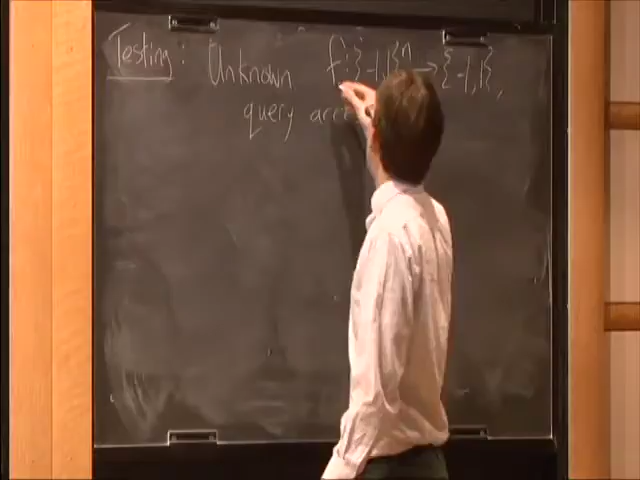 Testing: Unknown f: {-1,1}^n → {-1,1},
query